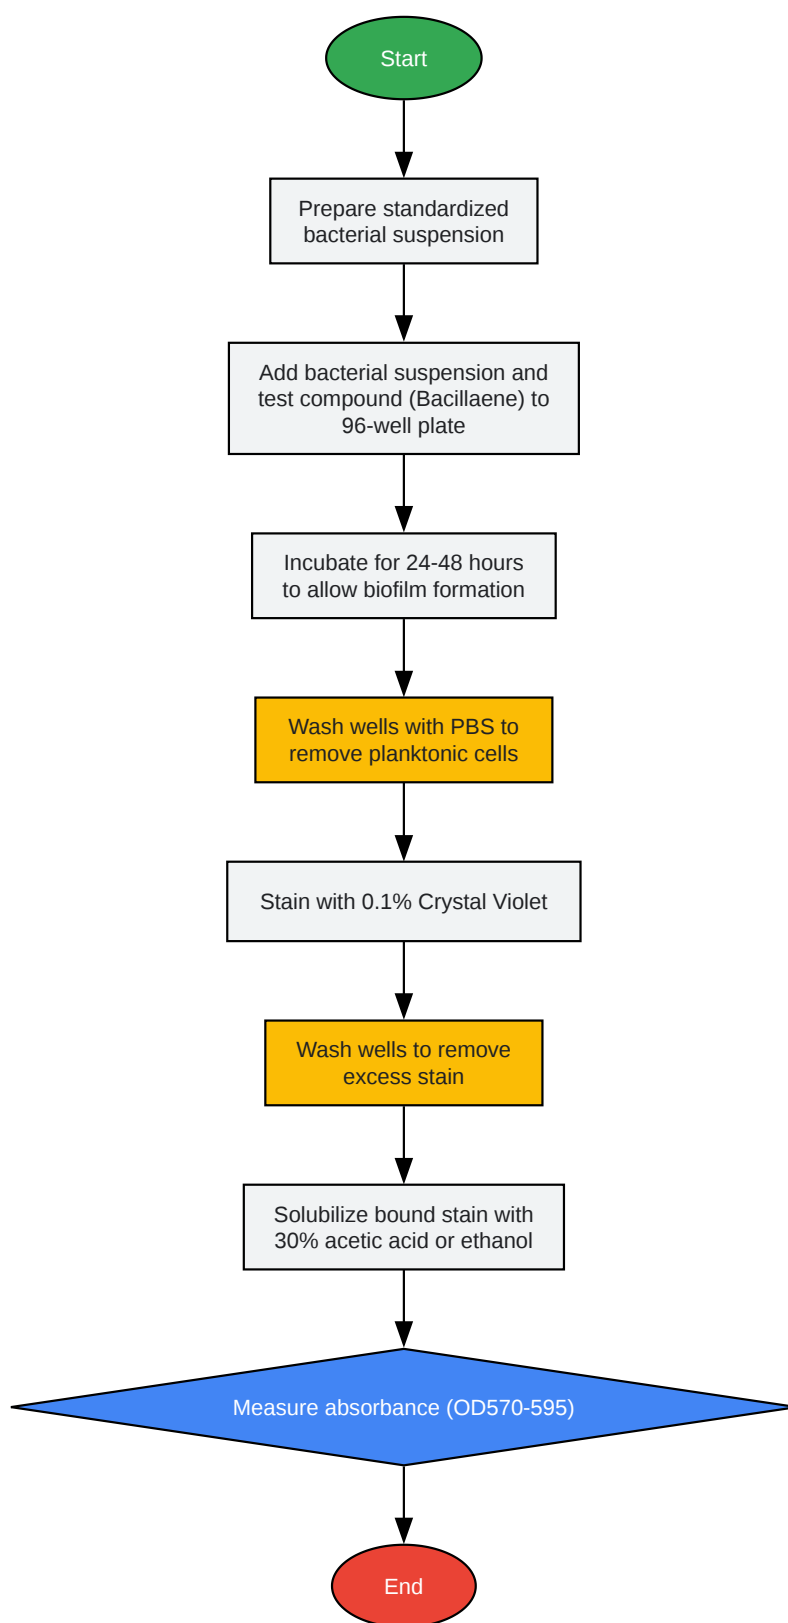 Start
Prepare standardized
bacterial suspension
Add bacterial suspension and
test compound (Bacillaene) to
96-well plate
Incubate for 24-48 hours
to allow biofilm formation
Wash wells with PBS to
remove planktonic cells
Stain with 0.1% Crystal Violet
Wash wells to remove
excess stain
Solubilize bound stain with
30% acetic acid or ethanol
Measure absorbance (OD570-595)
End